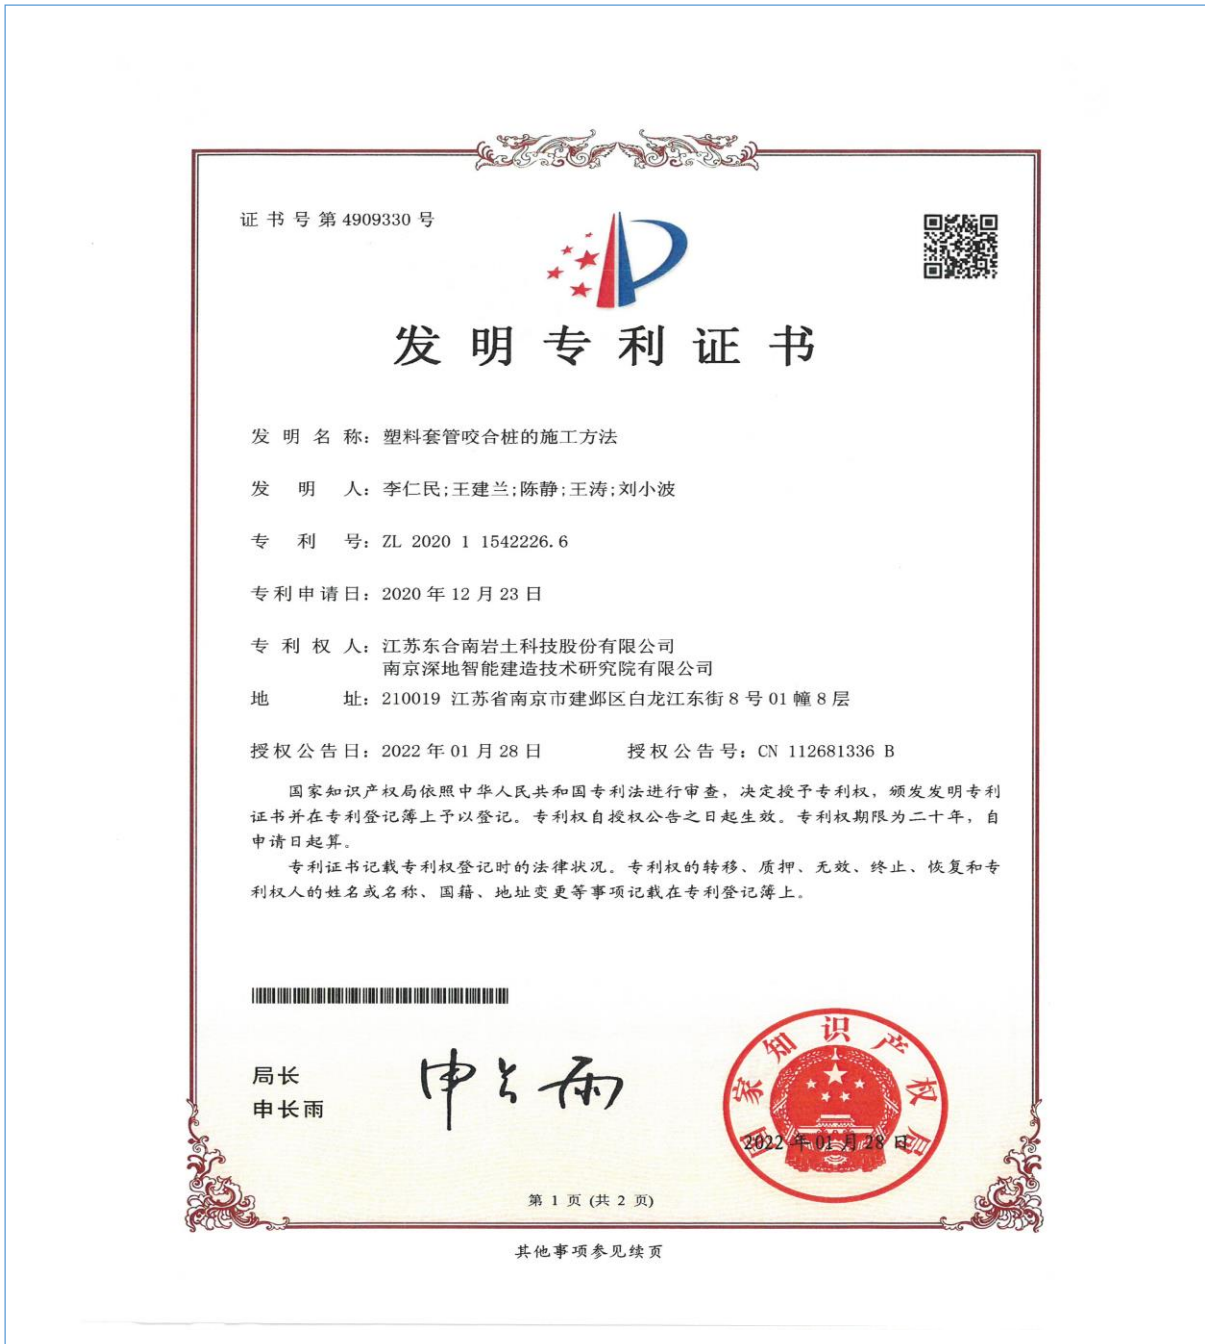 证书号第4909330号
发明专利证书
发明名称：塑料套管咬合桩的施工方法
发明人：李仁民;王建兰;陈静;王涛;刘小波
专利号：ZL 2020 1 1542226.6
专利申请日：2020年12月23日
专利权人：江苏东合南岩土科技股份有限公司
南京深地智能建造技术研究院有限公司
地址：210019 江苏省南京市建邺区白龙江东街8号01幢8层
授权公告日：2022年01月28日 授权公告号：CN 112681336 B
国家知识产权局依照中华人民共和国专利法进行审查，决定授予专利权，颁发发明专利
证书并在专利登记簿上予以登记。专利权自授权公告之日起生效。专利权期限为二十年，自
申请日起算。
专利证书记载专利权登记时的法律状况。专利权的转移、质押、无效、终止、恢复和专
利权人的姓名或名称、国籍、地址变更等事项记载在专利登记簿上。
局长
申长雨
申长雨
国家知识产权局
2022年01月28日
第 1 页 (共 2 页)
其他事项参见续页